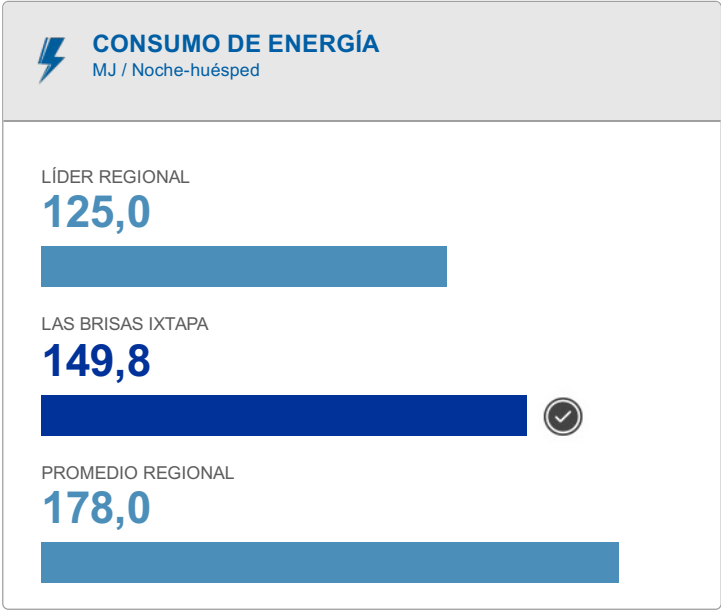 CONSUMO DE ENERGÍA
MJ / Noche-huésped
LÍDER REGIONAL
125,0
LAS BRISAS IXTAPA
149,8
PROMEDIO REGIONAL
178,0